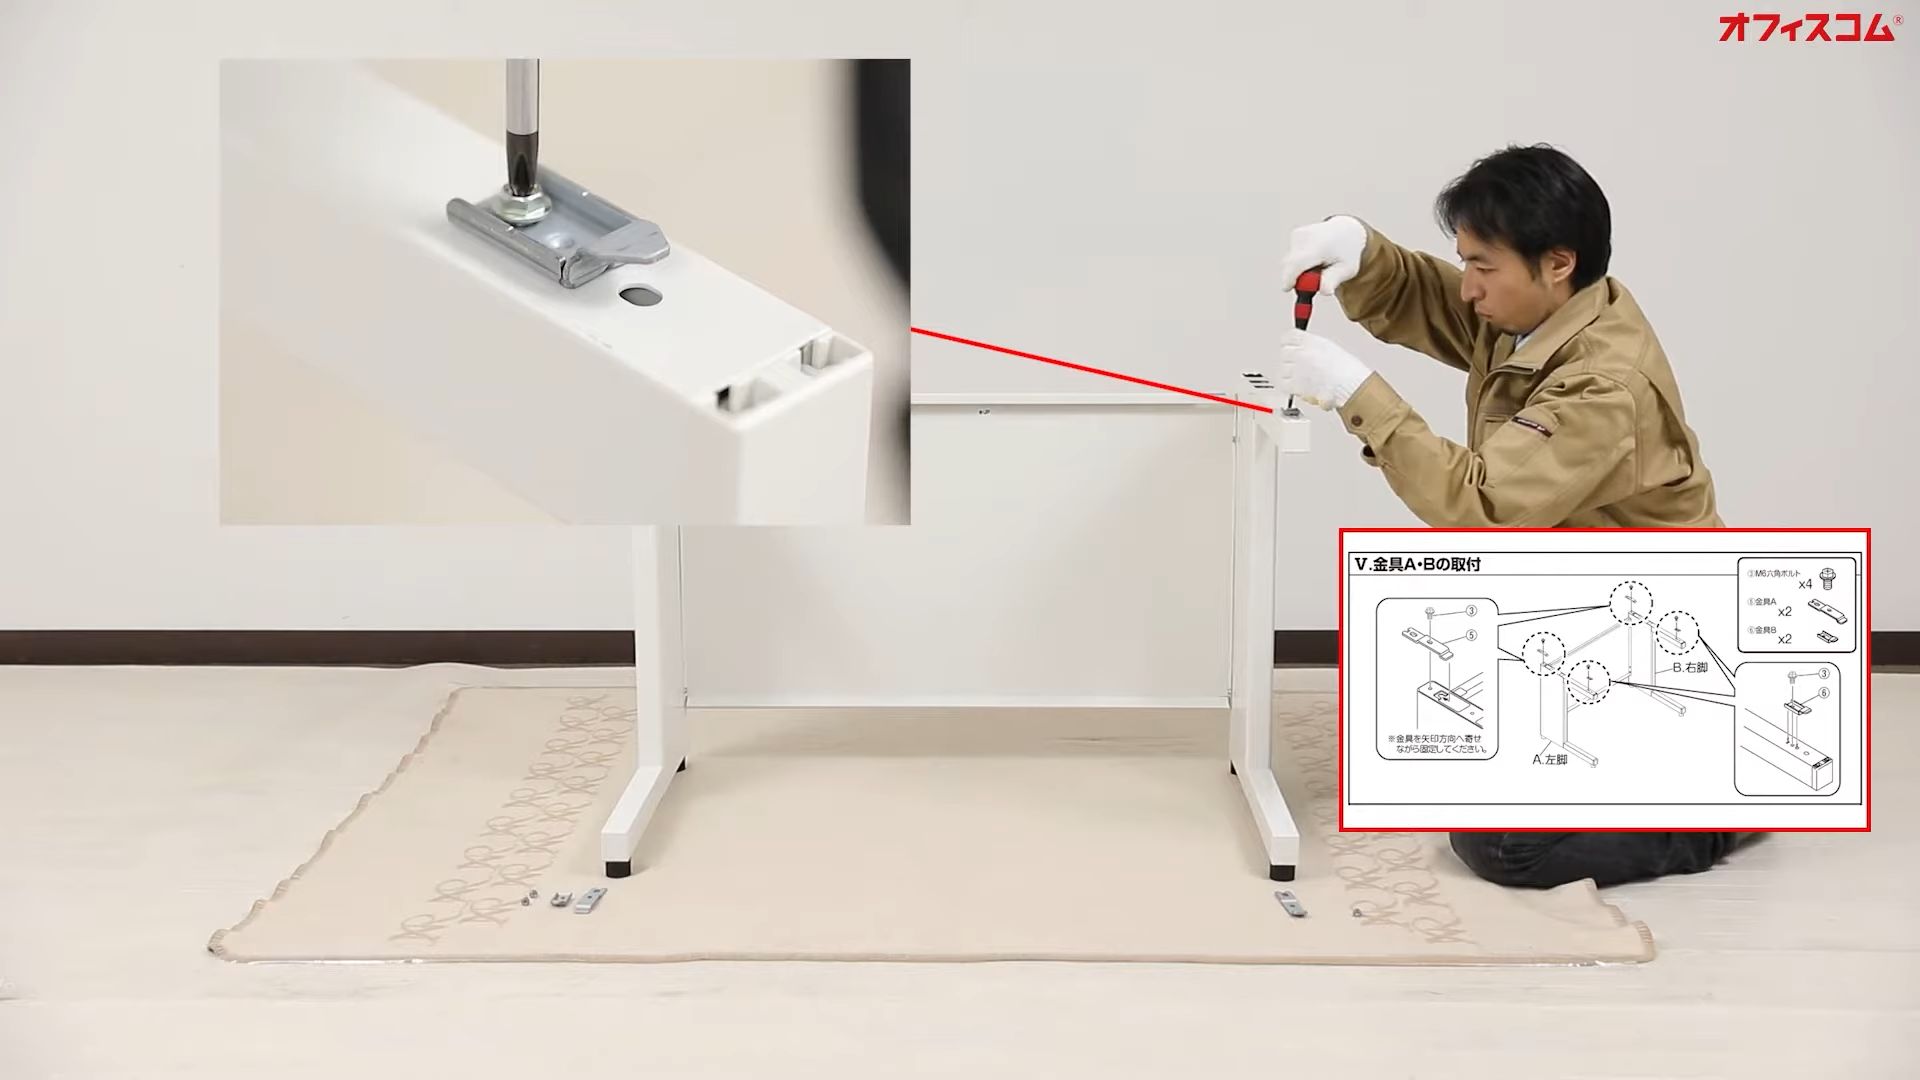 オフィスコム®
Ⅴ.金具A・Bの取付
③M6六角ボルト
x4
⑤金具A
x2
⑥金具B
x2
③
⑤
※金具を矢印方向へ寄せ
ながら固定してください。
B.右脚
A.左脚
③
⑥